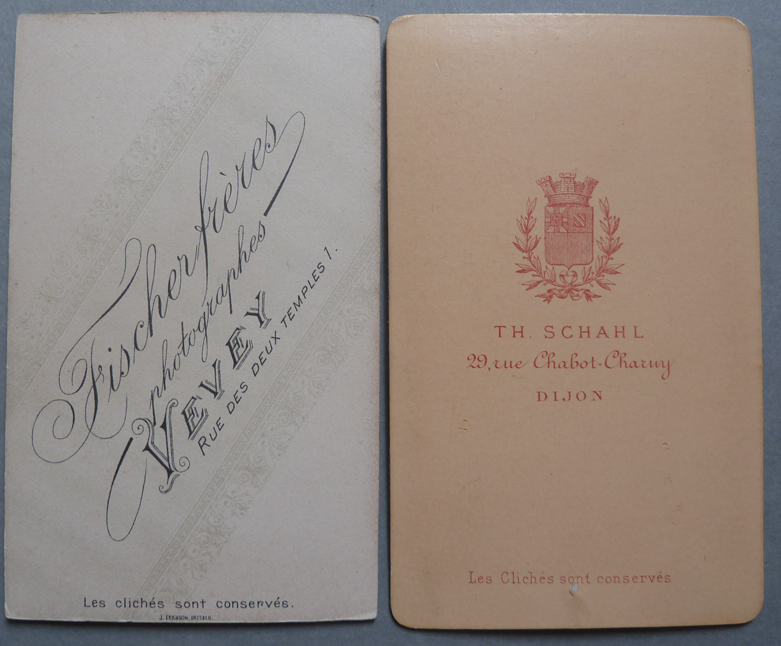 Fischer frères
photographes
VEVEY
RUE DES DEUX TEMPLES 1.
Les clichés sont conservés.
TH. SCHAHL
29, rue Chabot-Charny
DIJON
Les Clichés sont conservés